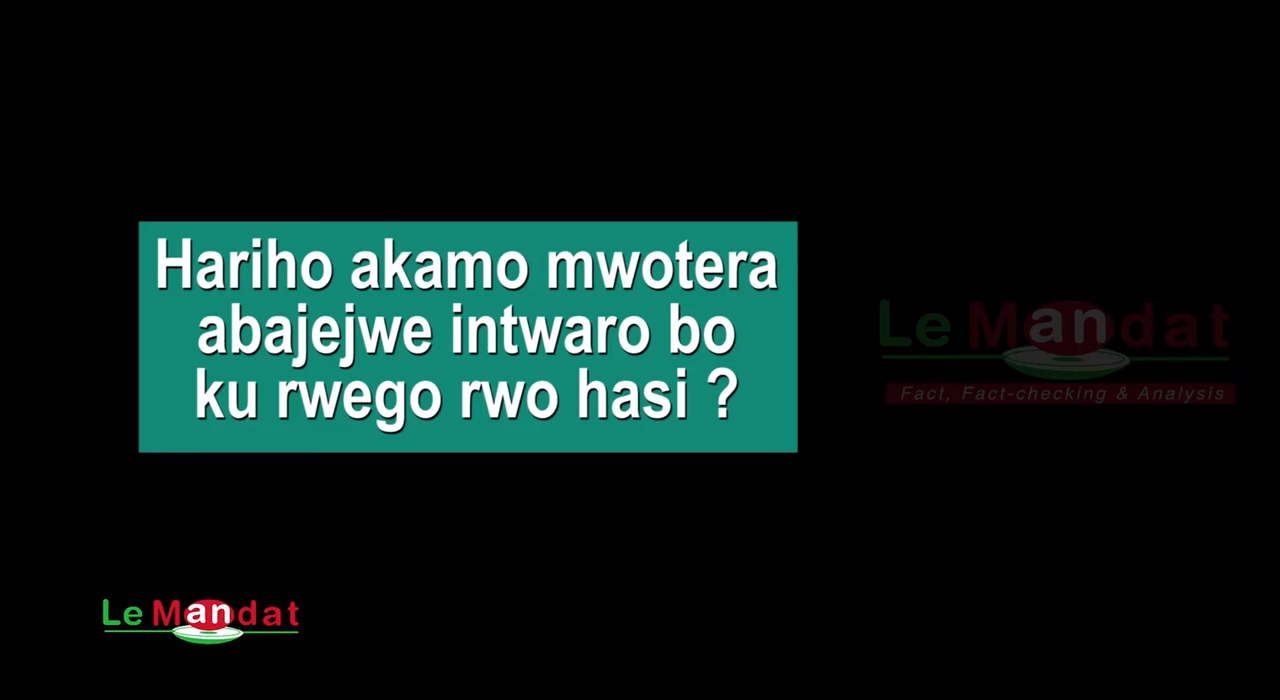 Hariho akamo mwotera
abajejwe intwaro bo
ku rwego rwo hasi ?
Le Mandat
Fact, Fact-checking & Analysis
Le Mandat